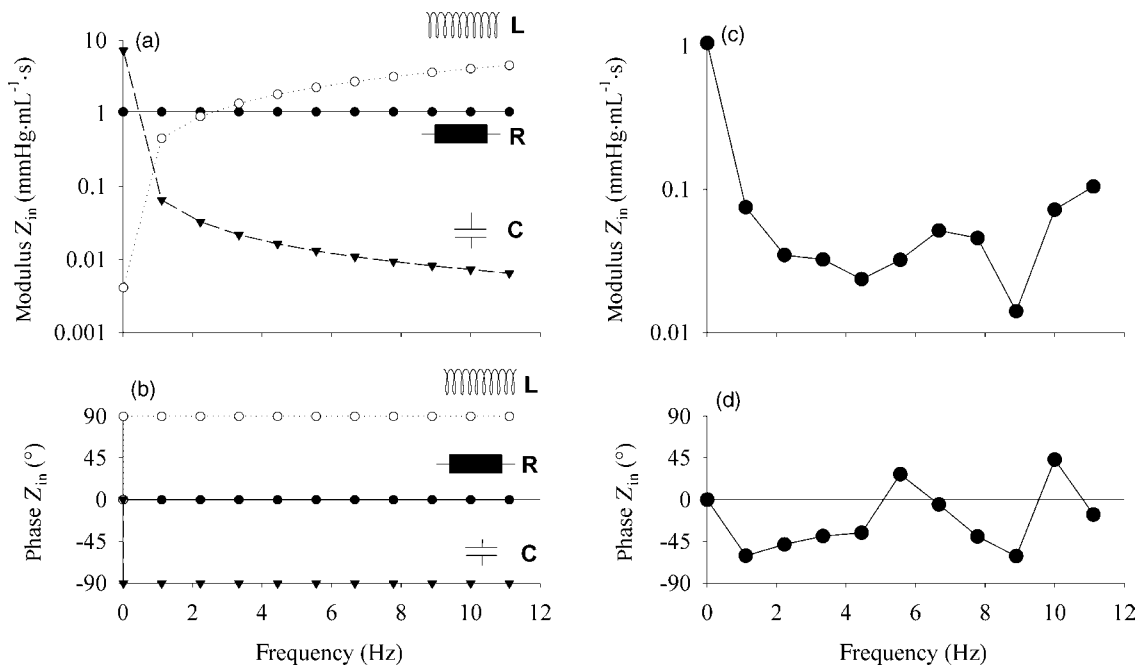 (a)
L
R
C
Modulus Z_in (mmHg·mL⁻¹·s)
10
1
0.1
0.01
0.001
(c)
Modulus Z_in (mmHg·mL⁻¹·s)
1
0.1
0.01
(b)
L
R
C
Phase Z_in (°)
90
45
0
-45
-90
0 2 4 6 8 10 12
Frequency (Hz)
(d)
Phase Z_in (°)
90
45
0
-45
-90
0 2 4 6 8 10 12
Frequency (Hz)